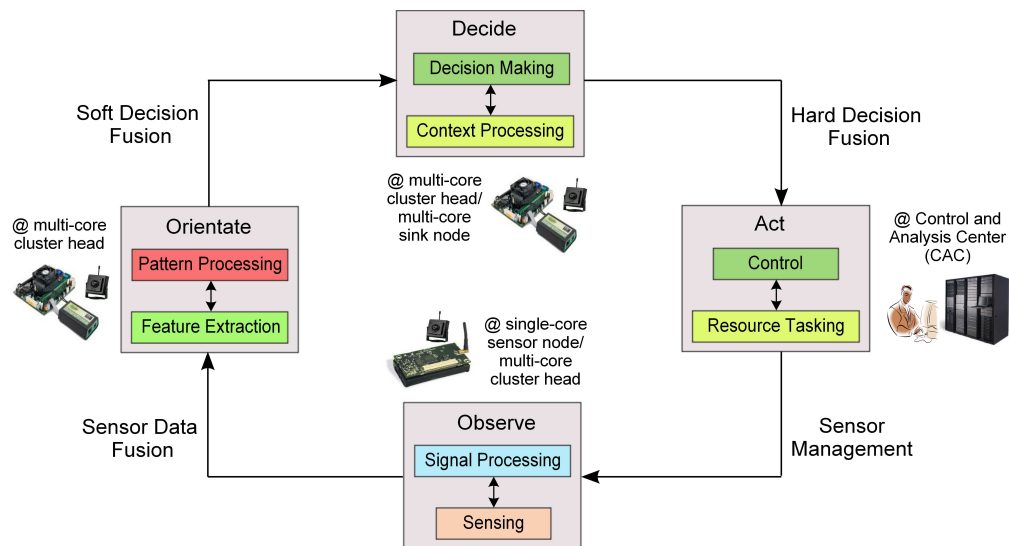 Decide
Decision Making
Context Processing
Soft Decision
Fusion
Hard Decision
Fusion
@ multi-core
cluster head/
multi-core
sink node
@ multi-core
cluster head
Orientate
Pattern Processing
Feature Extraction
Act
Control
Resource Tasking
@ Control and
Analysis Center
(CAC)
@ single-core
sensor node/
multi-core
cluster head
Sensor Data
Fusion
Observe
Signal Processing
Sensing
Sensor
Management